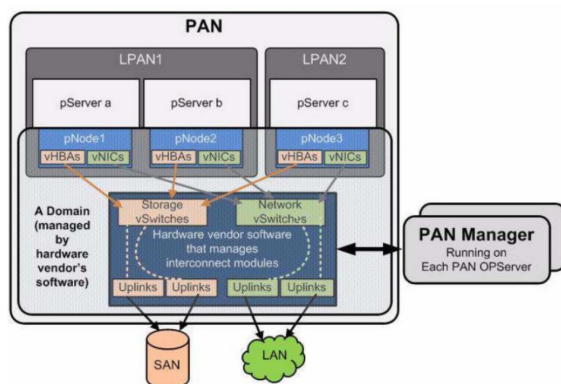 PAN
LPAN1
LPAN2
pServer a
pServer b
pServer c
pNode1
pNode2
pNode3
vHBAs
vNICs
vHBAs
vNICs
vHBAs
vNICs
A Domain
(managed
by
hardware
vendor's
software)
Storage
vSwitches
Network
vSwitches
Hardware vendor software
that manages
interconnect modules
Uplinks
Uplinks
Uplinks
Uplinks
PAN Manager
Running on
Each PAN OPServer
SAN
LAN